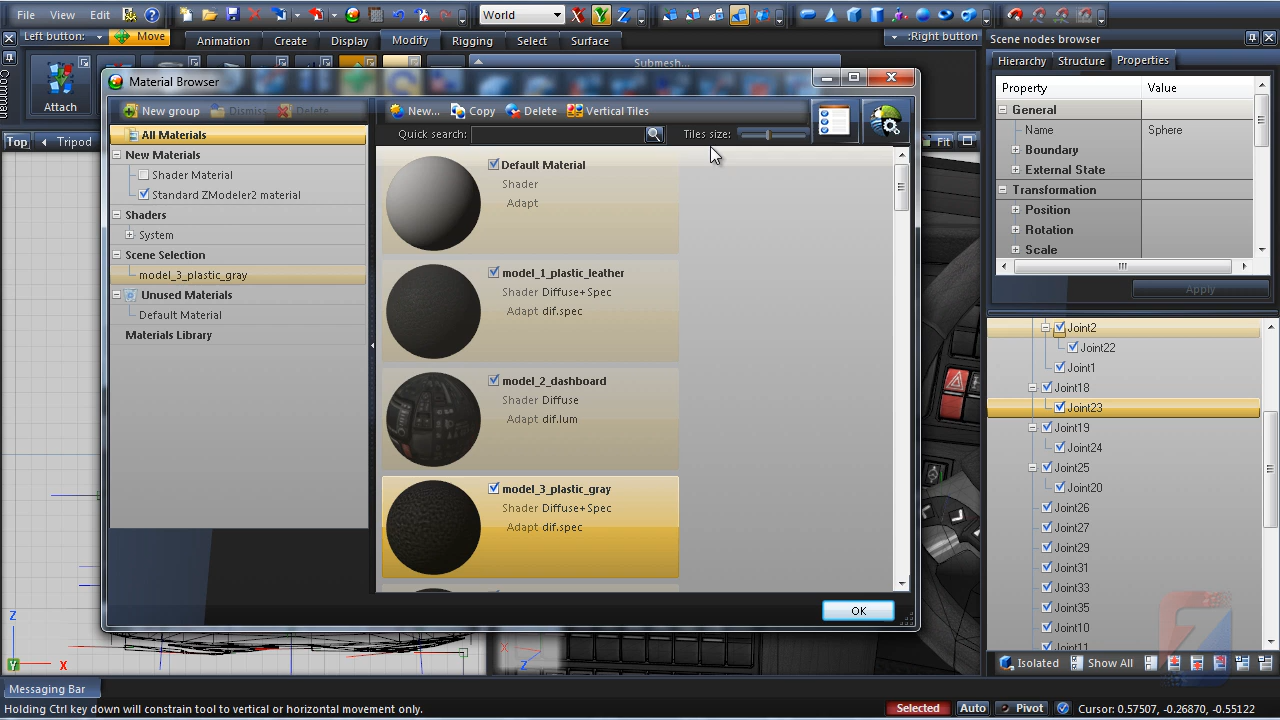 File View Edit World X Y Z
Left button: Move :Right button
Animation Create Display Modify Rigging Select Surface
Attach Submesh...
Top Tripod Fit
Material Browser
New group Dismiss Delete
All Materials
New Materials
Shader Material
Standard ZModeler2 material
Shaders
System
Scene Selection
model_3_plastic_gray
Unused Materials
Default Material
Materials Library
New... Copy Delete Vertical Tiles
Quick search: Tiles size:
Default Material
Shader
Adapt
model_1_plastic_leather
Shader Diffuse+Spec
Adapt dif.spec
model_2_dashboard
Shader Diffuse
Adapt dif.lum
model_3_plastic_gray
Shader Diffuse+Spec
Adapt dif.spec
OK
Scene nodes browser
Hierarchy Structure Properties
Property Value
General
Name Sphere
Boundary
External State
Transformation
Position
Rotation
Scale
Apply
Joint2
Joint22
Joint1
Joint18
Joint23
Joint19
Joint24
Joint25
Joint20
Joint26
Joint27
Joint29
Joint31
Joint33
Joint35
Joint10
Joint11
Isolated Show All
Z
Y X
X
Z
Messaging Bar
Holding Ctrl key down will constrain tool to vertical or horizontal movement only. Selected Auto Pivot Cursor: 0.57507, -0.26870, -0.55122